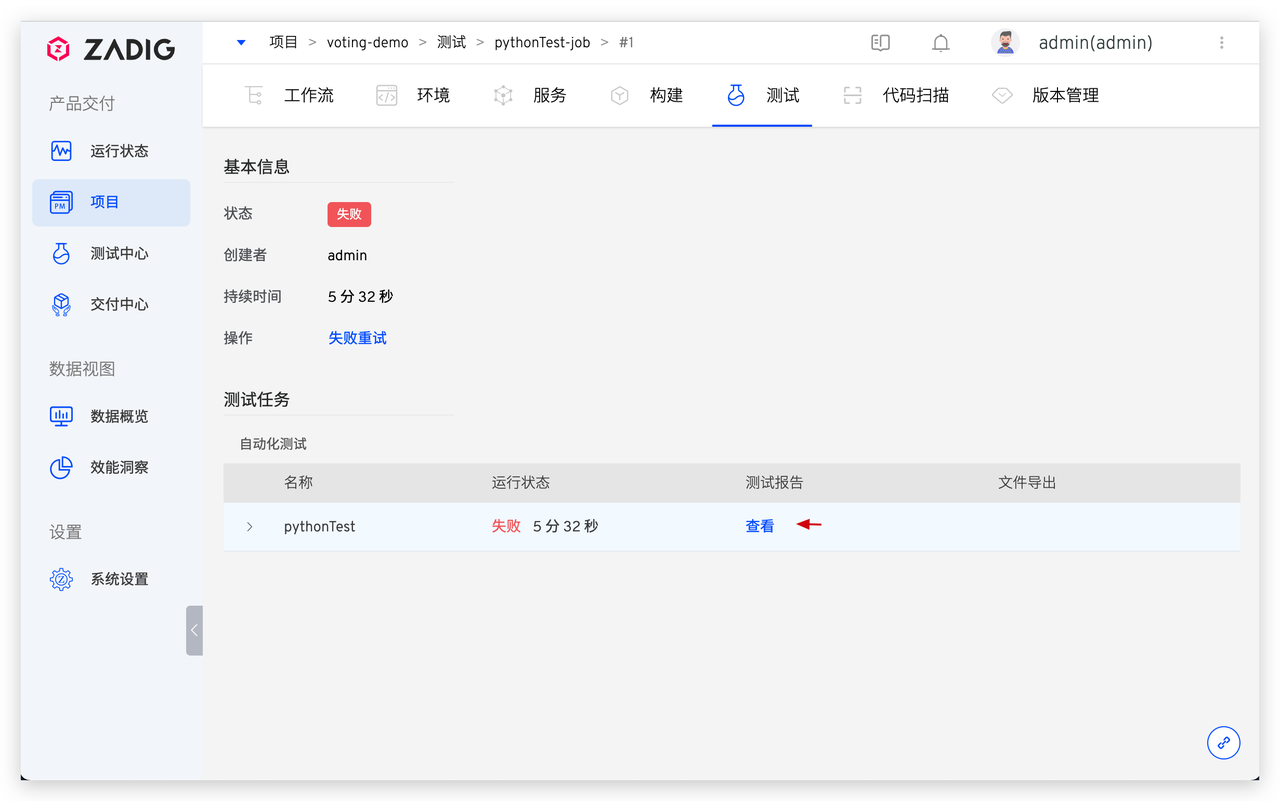 ZADIG
项目 > voting-demo > 测试 > pythonTest-job > #1
admin(admin)
产品交付
运行状态
项目
测试中心
交付中心
数据视图
数据概览
效能洞察
设置
系统设置
工作流
环境
服务
构建
测试
代码扫描
版本管理
基本信息
状态 失败
创建者 admin
持续时间 5 分 32 秒
操作 失败重试
测试任务
自动化测试
名称 运行状态 测试报告 文件导出
pythonTest 失败 5 分 32 秒 查看